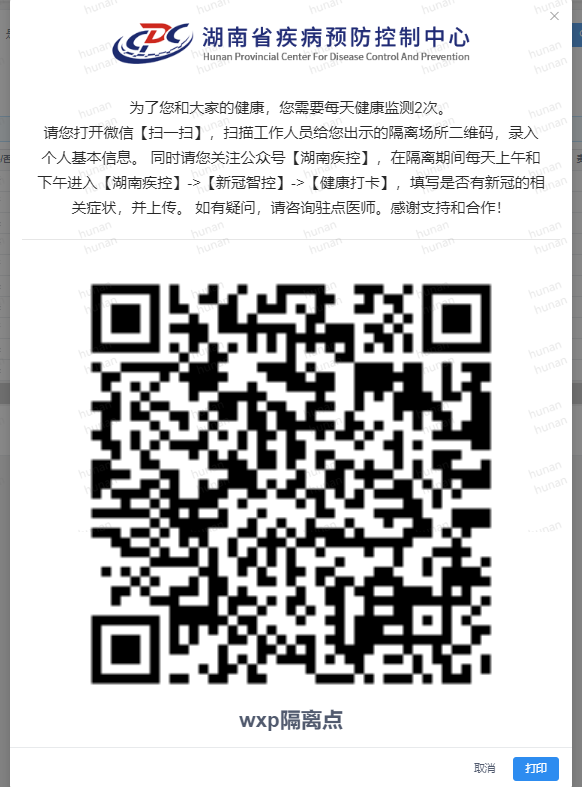 CDC 湖南省疾病预防控制中心
Hunan Provincial Center For Disease Control And Prevention
为了您和大家的健康，您需要每天健康监测2次。
请您打开微信【扫一扫】，扫描工作人员给您出示的隔离场所二维码，录入
个人基本信息。 同时请您关注公众号【湖南疾控】，在隔离期间每天上午和
下午进入【湖南疾控】->【新冠智控】->【健康打卡】，填写是否有新冠的相
关症状，并上传。 如有疑问，请咨询驻点医师。感谢支持和合作！
wxp隔离点
取消 打印
hunan
hunan